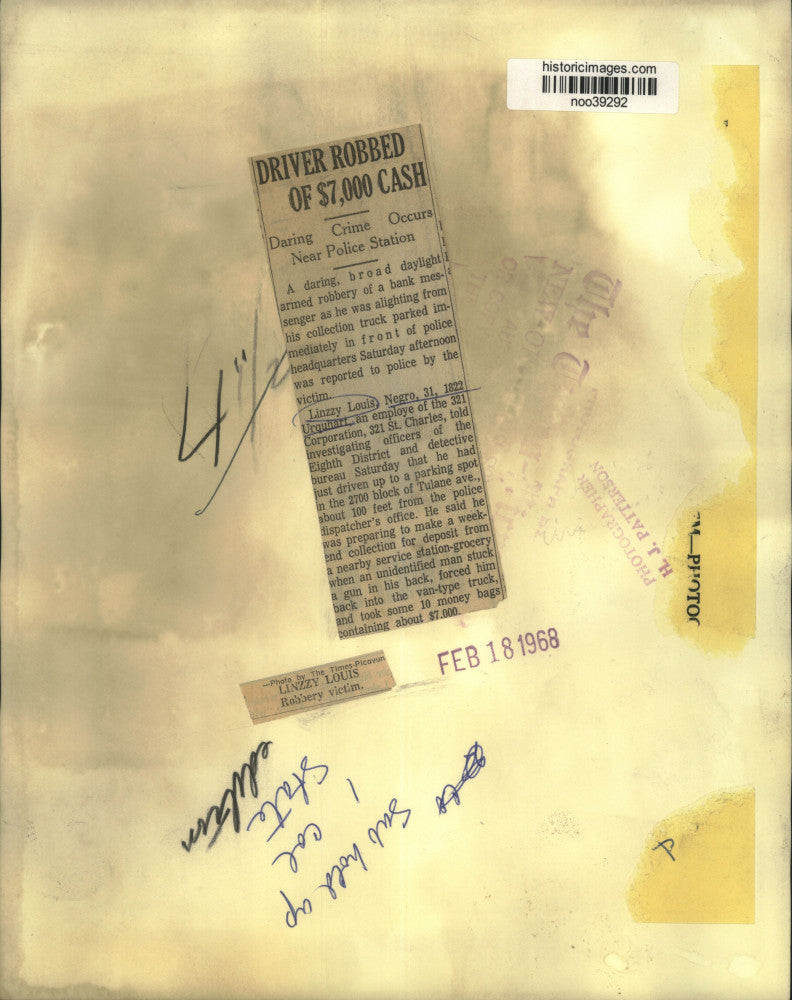 historicimages.com
noo39292
DRIVER ROBBED
OF $7,000 CASH
Daring Crime Occurs
Near Police Station
A daring, broad daylight
armed robbery of a bank mes-
senger as he was alighting from
his collection truck parked im-
mediately in front of police
headquarters Saturday afternoon
was reported to police by the
victim.
Linzzy Louis, Negro, 31, 1822
Urquhart, an employe of the 321
Corporation, 321 St. Charles, told
investigating officers of the
Eighth District and detective
bureau Saturday that he had
just driven up to a parking spot
in the 2700 block of Tulane ave.,
about 100 feet from the police
dispatcher's office. He said he
was preparing to make a week-
end collection for deposit from
a nearby service station-grocery
when an unidentified man stuck
a gun in his back, forced him
back into the van-type truck,
and took some 10 money bags
containing about $7,000.
4"
The
PHOTOGRAPHER
H. J. PATTERSON
PHOTO
FEB 18 1968
—Photo by The Times-Picayun
LINZZY LOUIS
Robbery victim.
State
1 col
hold up